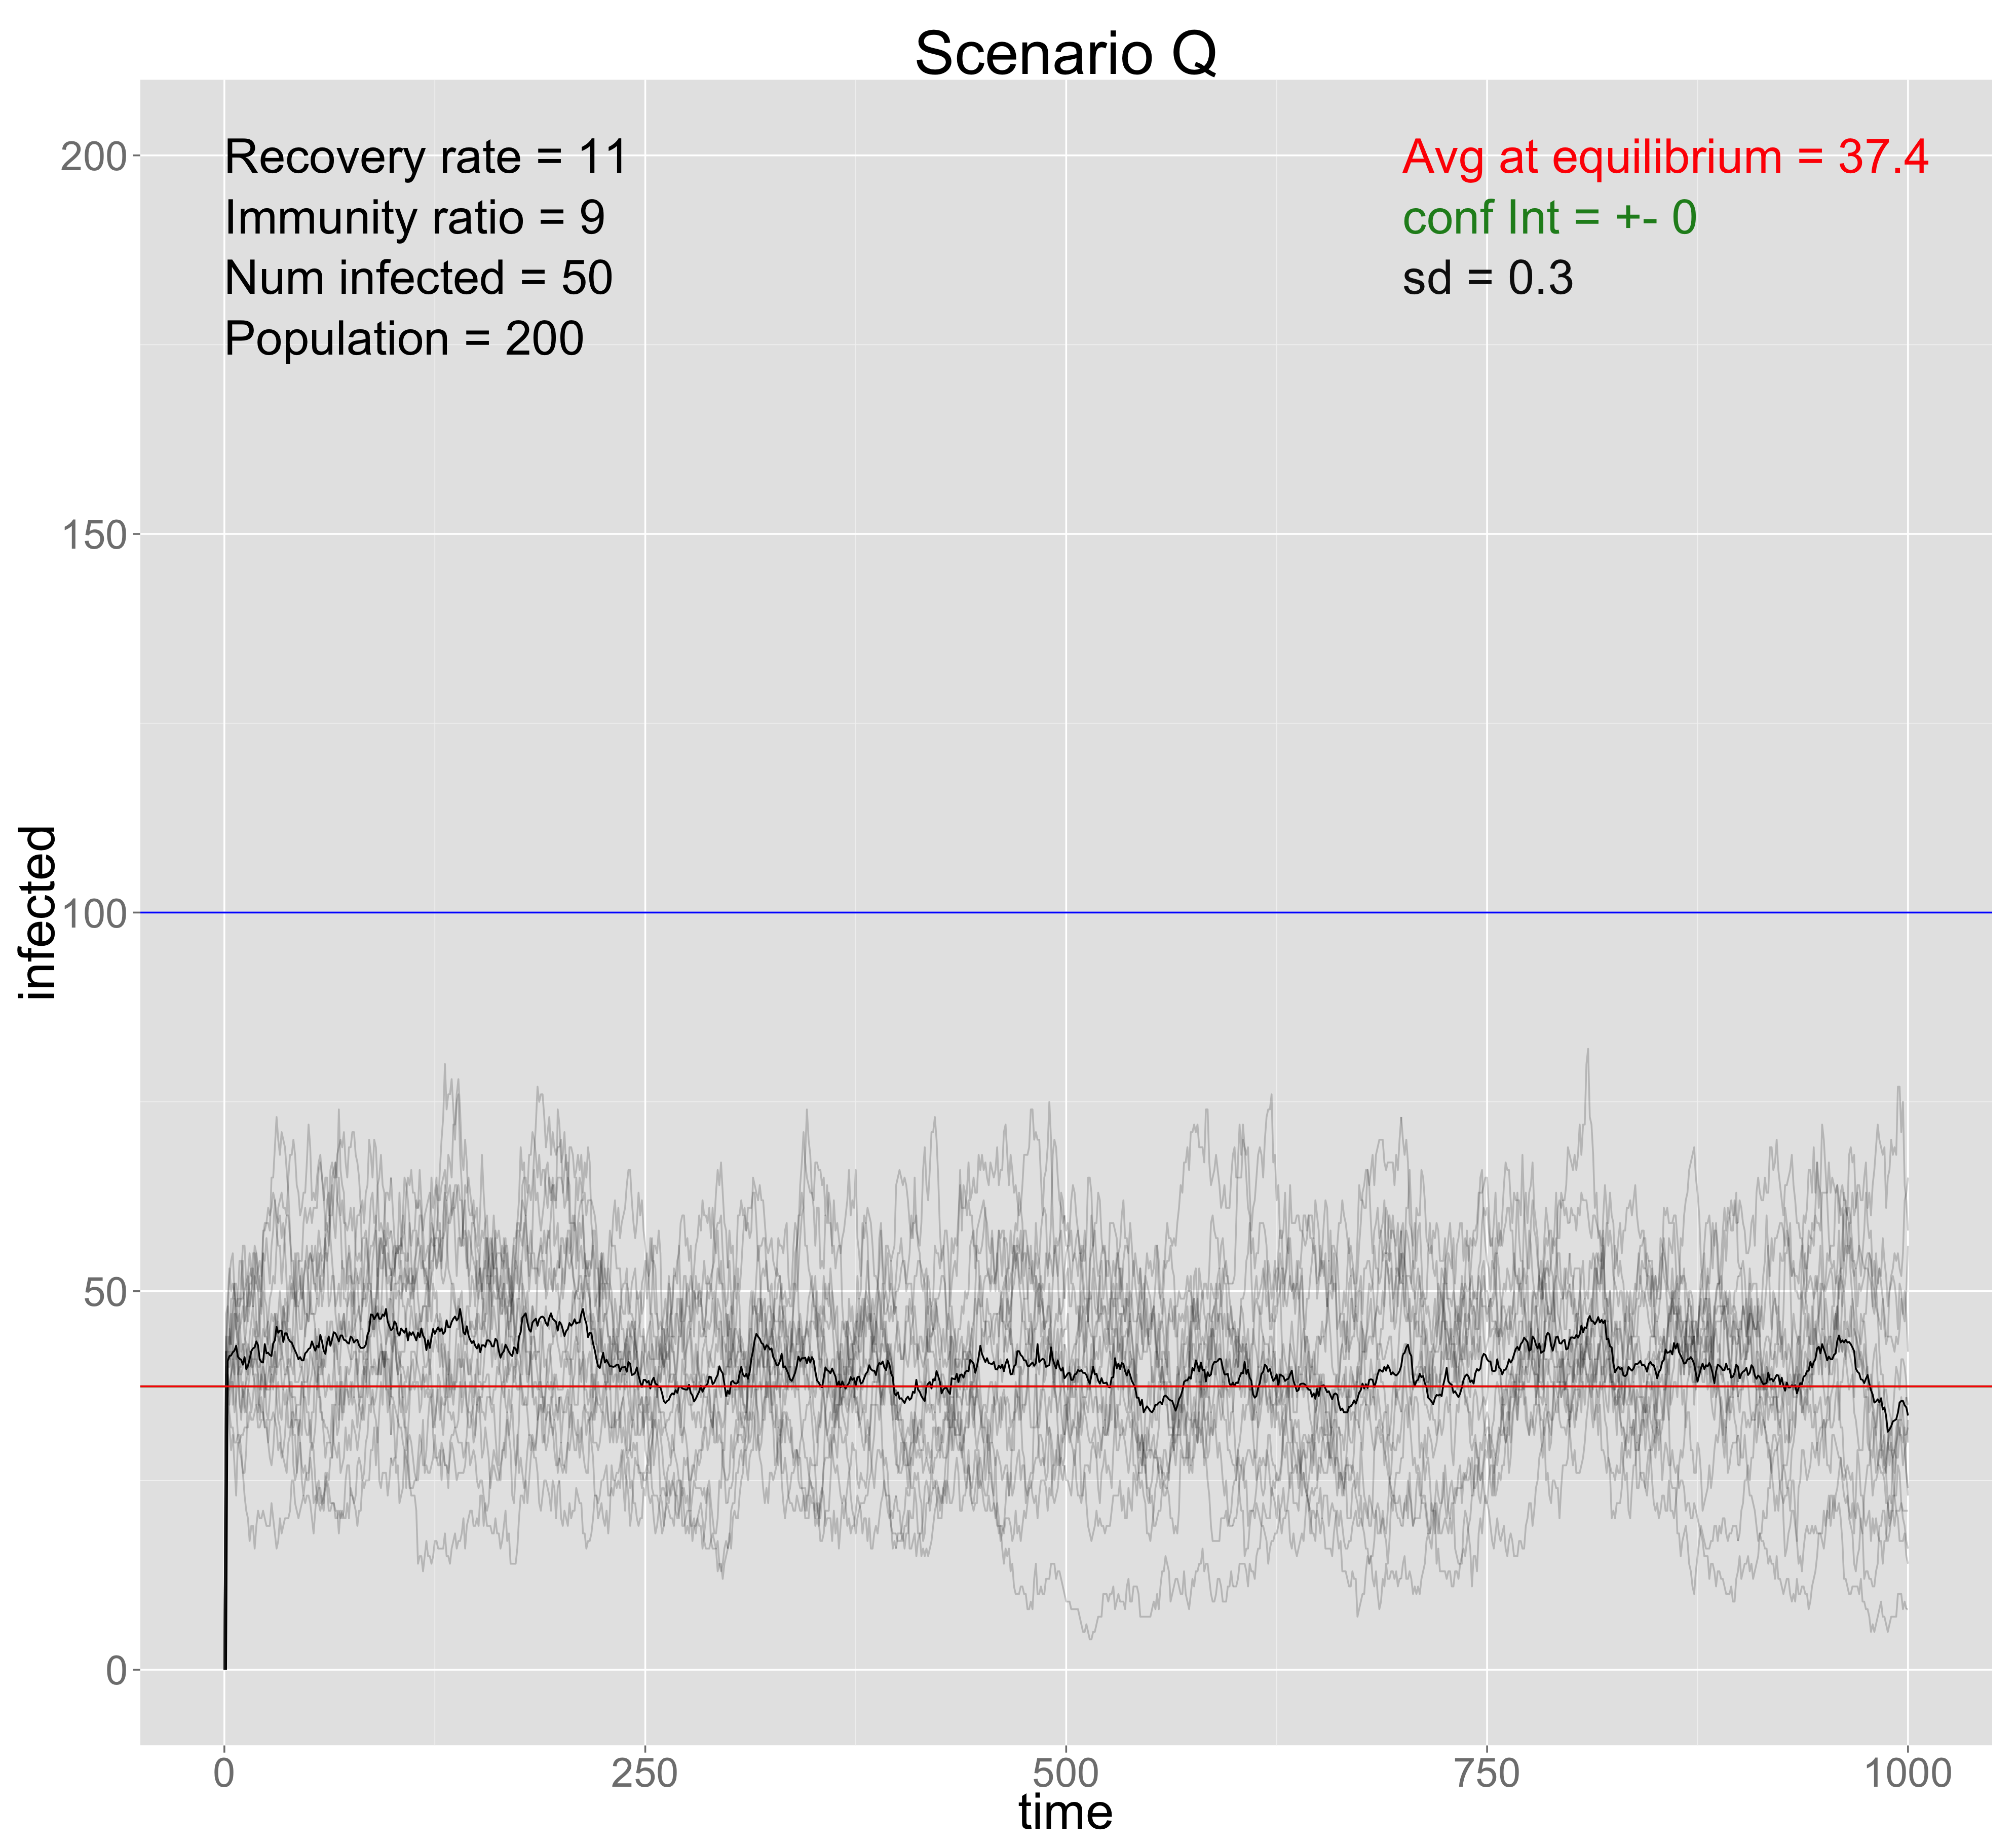 Scenario Q
Recovery rate = 11
Immunity ratio = 9
Num infected = 50
Population = 200
Avg at equilibrium = 37.4
conf Int = +- 0
sd = 0.3
infected
200
150
100
50
0
0 250 500 750 1000
time